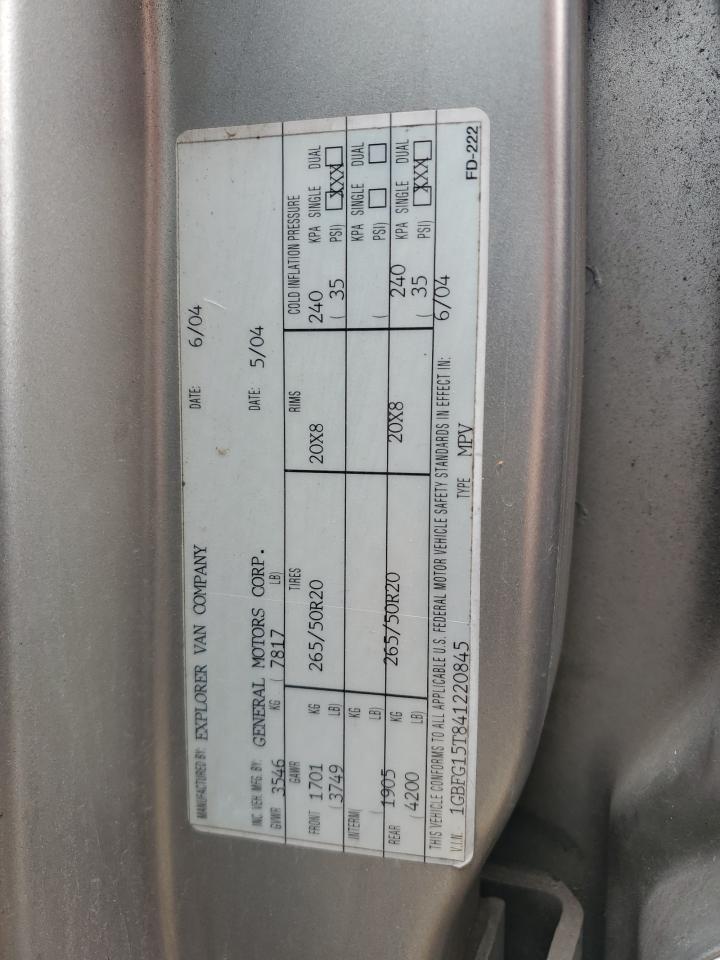 MANUFACTURED BY: EXPLORER VAN COMPANY DATE: 6/04
INC. VEH. MFG. BY: GENERAL MOTORS CORP. DATE: 5/04
GVWR 3546 KG ( 7817 LB)
GAWR TIRES RIMS COLD INFLATION PRESSURE
FRONT 1701 KG 265/50R20 20X8 240 KPA SINGLE DUAL
( 3749 LB) ( 35 PSI) XXX
INTERM( KG KPA SINGLE DUAL
LB) ( PSI)
REAR 1905 KG 265/50R20 20X8 240 KPA SINGLE DUAL
( 4200 LB) ( 35 PSI) XXX
THIS VEHICLE CONFORMS TO ALL APPLICABLE U.S. FEDERAL MOTOR VEHICLE SAFETY STANDARDS IN EFFECT IN: 6/04
V.I.N. 1GBFG15T841220845 TYPE MPV
FD-222